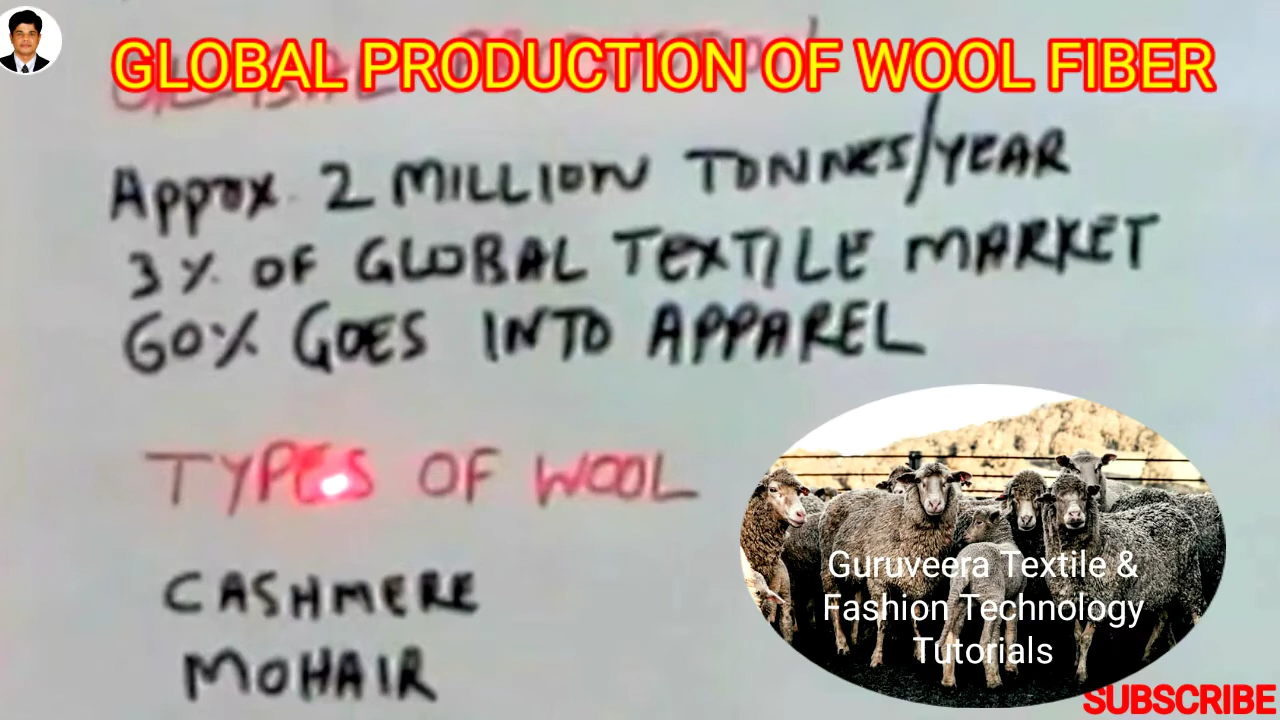 GLOBAL PRODUCTION OF WOOL FIBER
Approx. 2 MILLION TONNES/YEAR
3% OF GLOBAL TEXTILE MARKET
60% GOES INTO APPAREL
TYPES OF WOOL
CASHMERE
MOHAIR
Guruveera Textile &
Fashion Technology
Tutorials
SUBSCRIBE